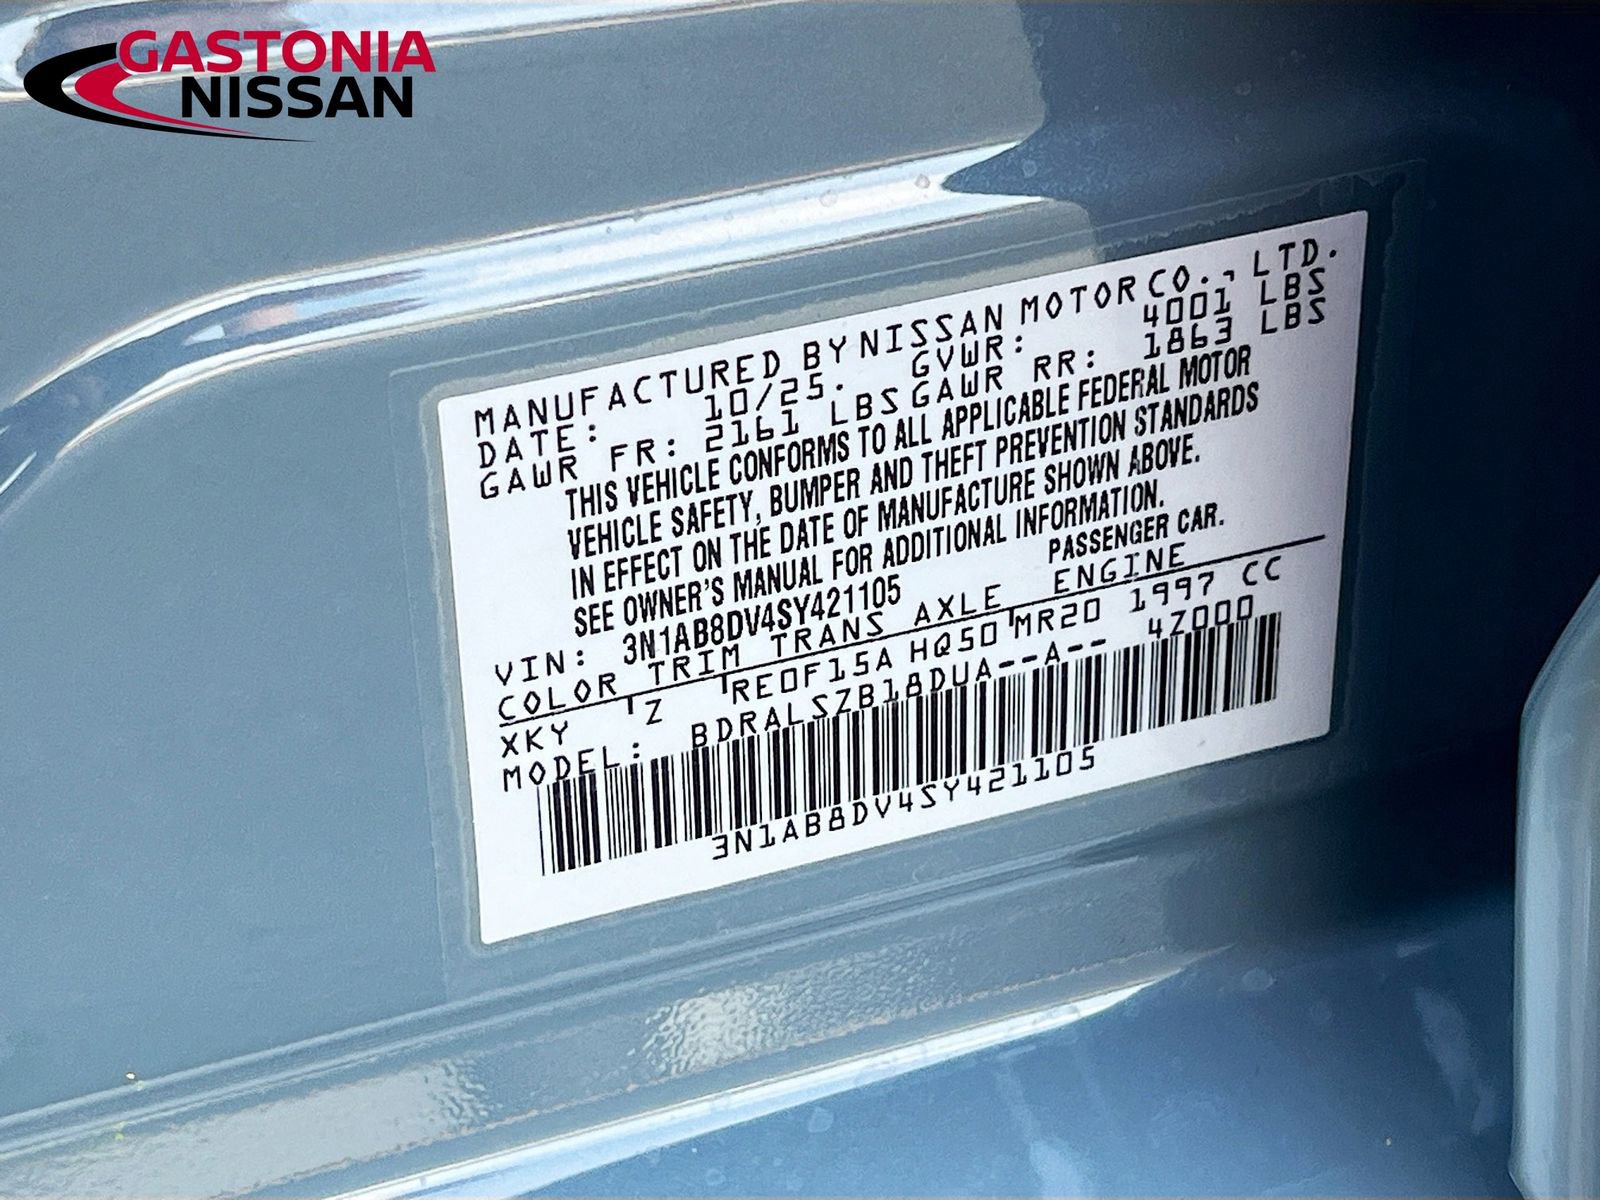 GASTONIA
NISSAN
MANUFACTURED BY NISSAN MOTOR CO., LTD.
DATE: 10/25. GVWR: 4001 LBS
GAWR FR: 2161 LBS GAWR RR: 1863 LBS
THIS VEHICLE CONFORMS TO ALL APPLICABLE FEDERAL MOTOR
VEHICLE SAFETY, BUMPER AND THEFT PREVENTION STANDARDS
IN EFFECT ON THE DATE OF MANUFACTURE SHOWN ABOVE.
SEE OWNER'S MANUAL FOR ADDITIONAL INFORMATION.
VIN: 3N1AB8DV4SY421105 PASSENGER CAR.
COLOR TRIM TRANS AXLE ENGINE
XKY Z RE0F15A HQ50 MR20 1997 CC
MODEL: BDRALSZB18DUA--A-- 4Z000
3N1AB8DV4SY421105